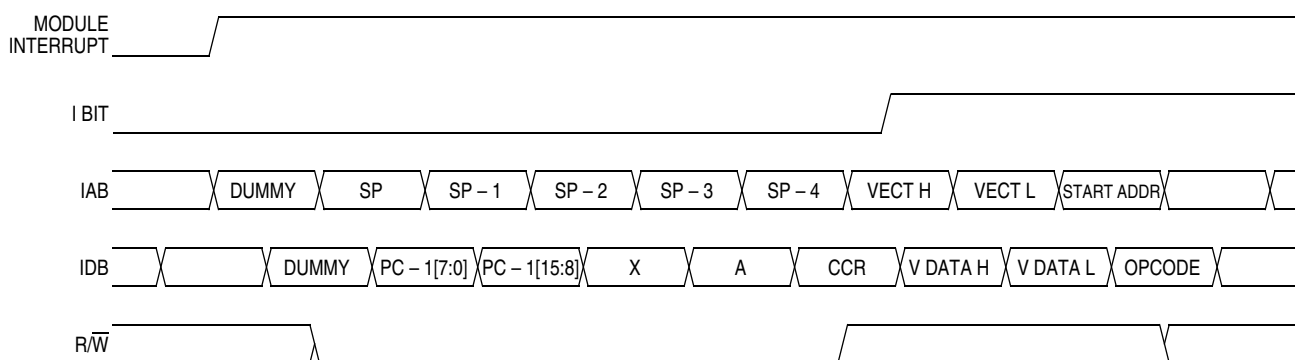 MODULE
INTERRUPT
I BIT
IAB DUMMY SP SP – 1 SP – 2 SP – 3 SP – 4 VECT H VECT L START ADDR
IDB DUMMY PC – 1[7:0] PC – 1[15:8] X A CCR V DATA H V DATA L OPCODE
R/W̅